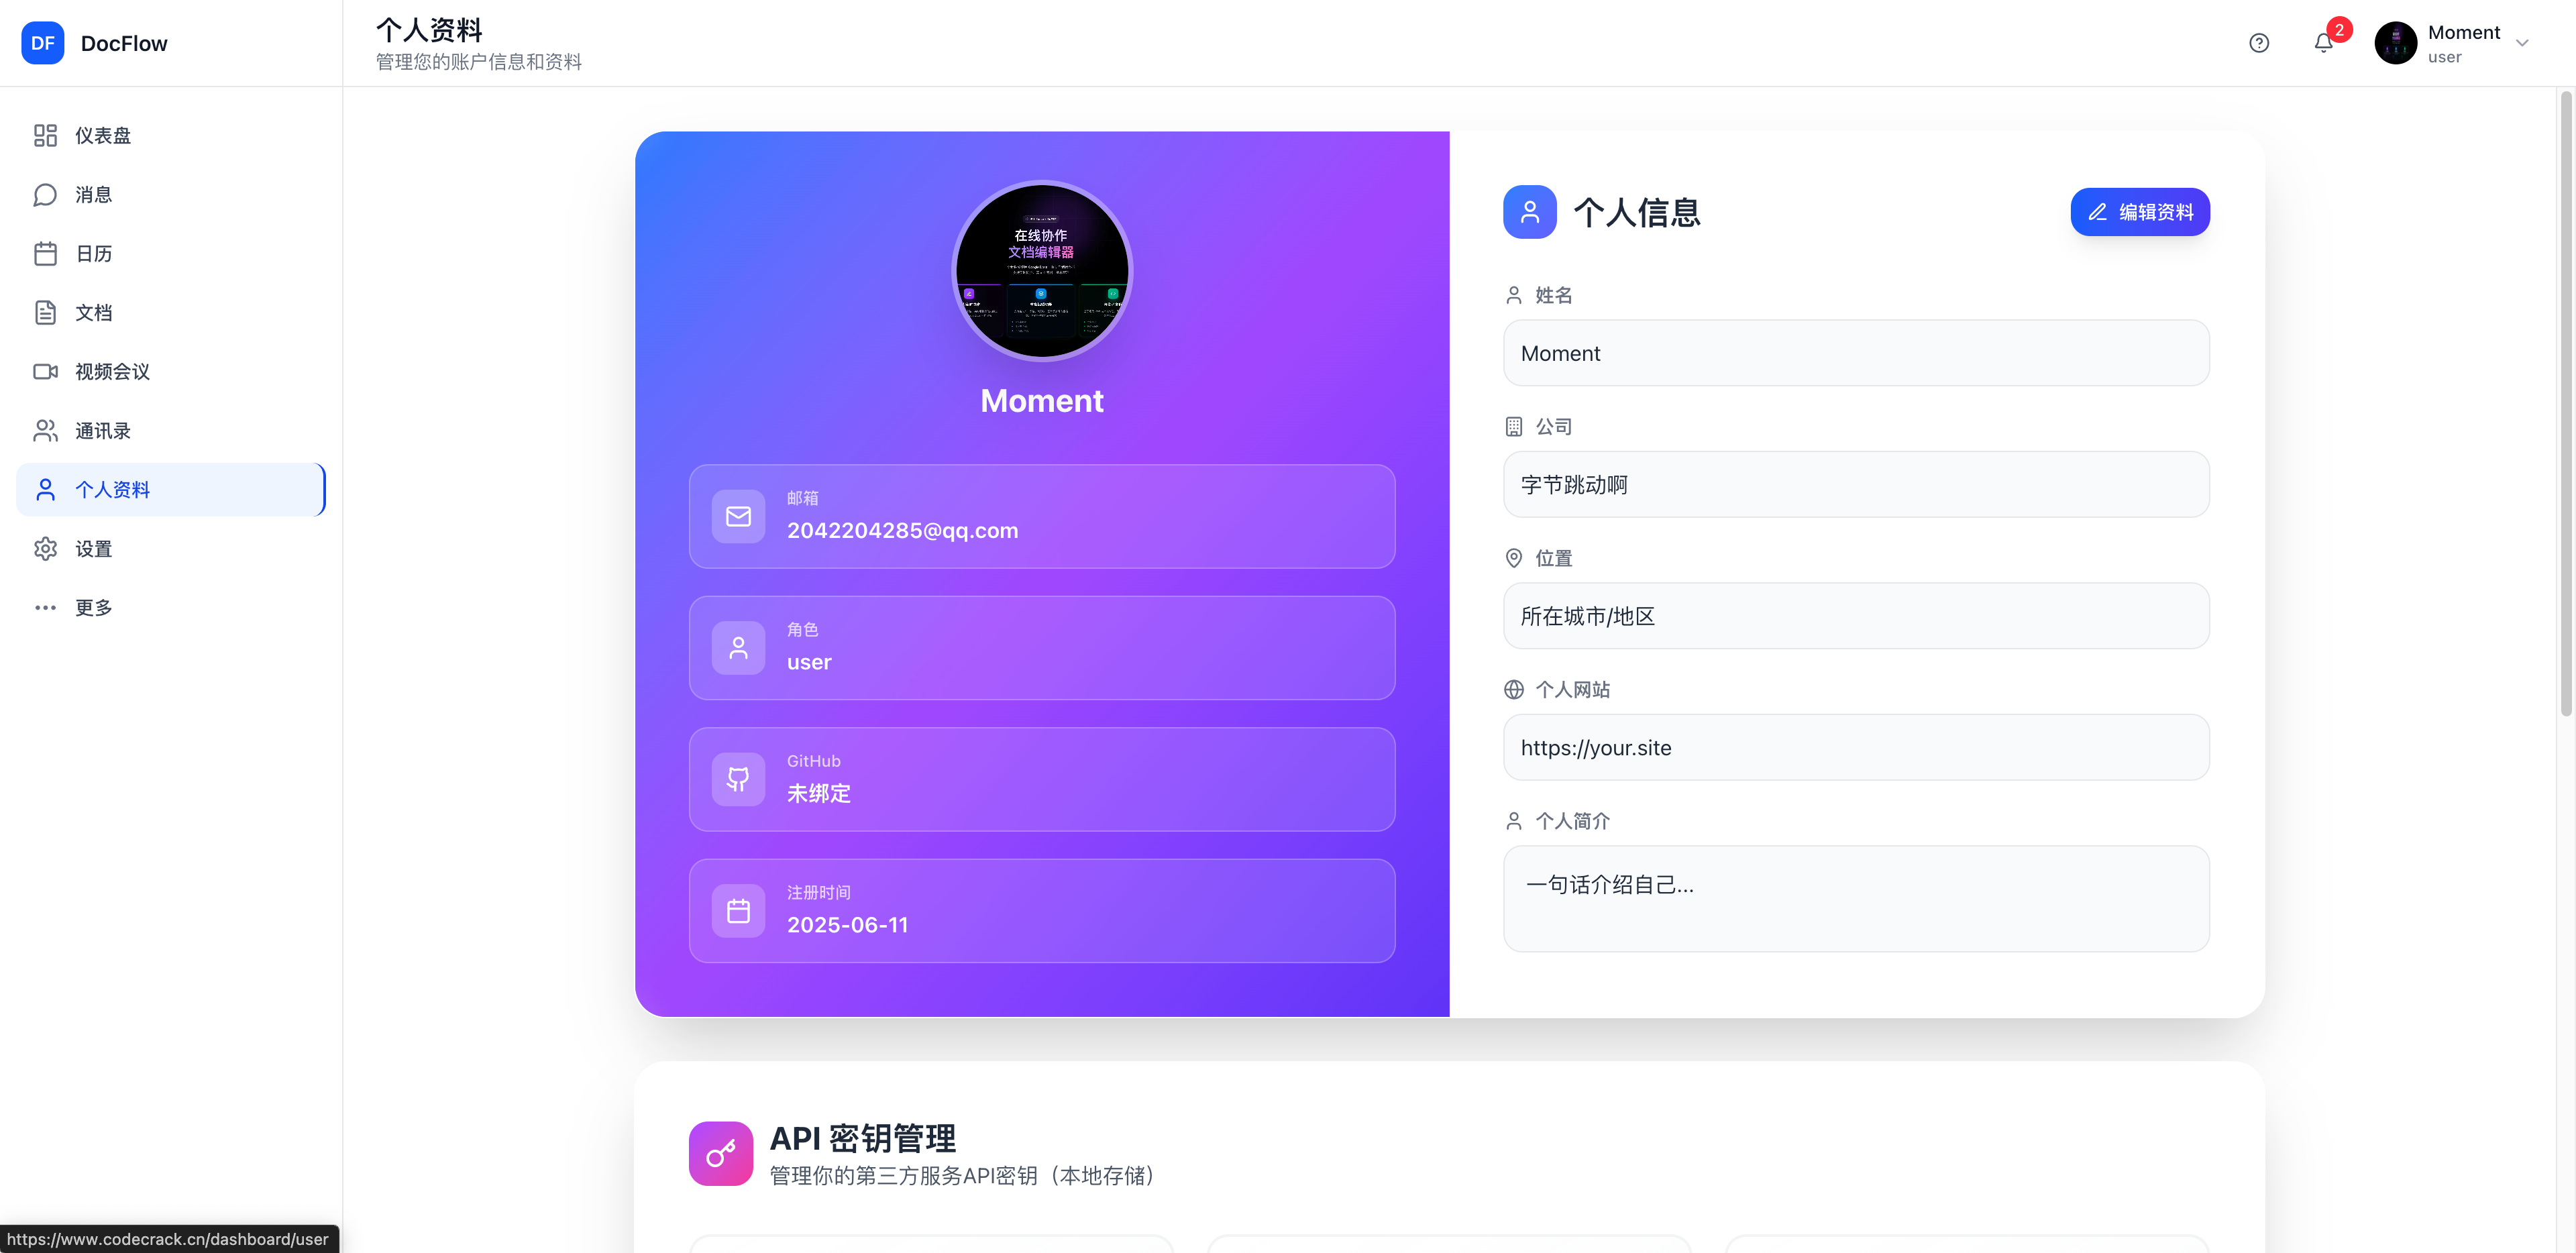 DF
DocFlow
个人资料
管理您的账户信息和资料
2
Moment
user
仪表盘
消息
日历
文档
视频会议
通讯录
个人资料
设置
更多
在线协作
文档编辑器
Moment
邮箱
2042204285@qq.com
角色
user
GitHub
未绑定
注册时间
2025-06-11
个人信息
编辑资料
姓名
Moment
公司
字节跳动啊
位置
所在城市/地区
个人网站
https://your.site
个人简介
一句话介绍自己...
API 密钥管理
管理你的第三方服务API密钥（本地存储）
https://www.codecrack.cn/dashboard/user